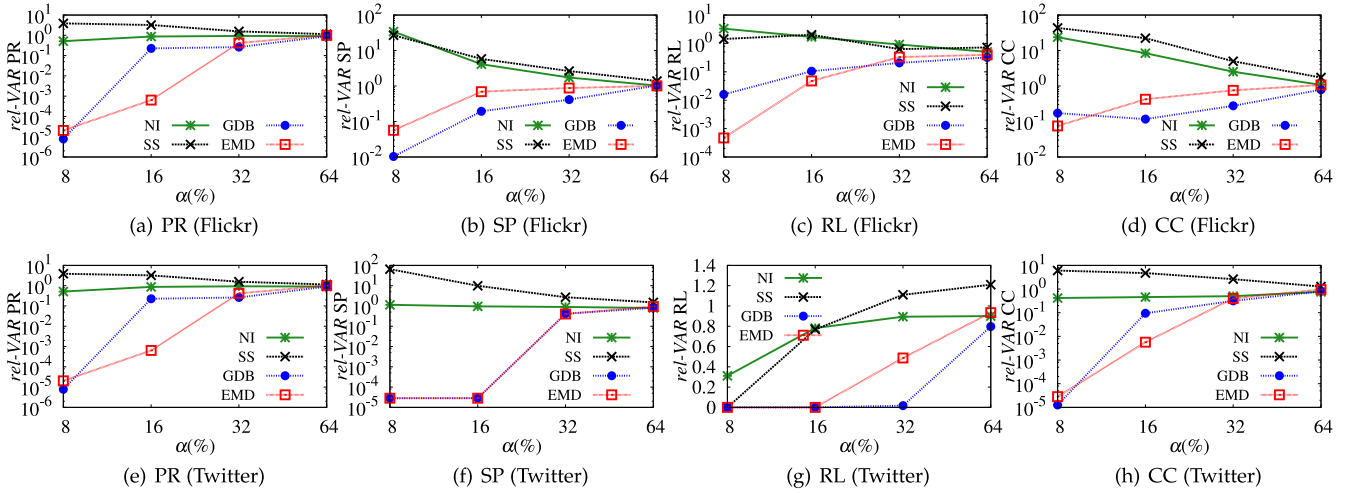 rel-VAR PR
10^1
10^0
10^-1
10^-2
10^-3
10^-4
10^-5
10^-6
NI
SS
GDB
EMD
8 16 32 64
α(%)
(a) PR (Flickr)
rel-VAR SP
10^2
10^1
10^0
10^-1
10^-2
NI
SS
GDB
EMD
8 16 32 64
α(%)
(b) SP (Flickr)
rel-VAR RL
10^1
10^0
10^-1
10^-2
10^-3
10^-4
NI
SS
GDB
EMD
8 16 32 64
α(%)
(c) RL (Flickr)
rel-VAR CC
10^2
10^1
10^0
10^-1
10^-2
NI
SS
GDB
EMD
8 16 32 64
α(%)
(d) CC (Flickr)
rel-VAR PR
10^1
10^0
10^-1
10^-2
10^-3
10^-4
10^-5
10^-6
NI
SS
GDB
EMD
8 16 32 64
α(%)
(e) PR (Twitter)
rel-VAR SP
10^2
10^1
10^0
10^-1
10^-2
10^-3
10^-4
10^-5
NI
SS
GDB
EMD
8 16 32 64
α(%)
(f) SP (Twitter)
rel-VAR RL
1.4
1.2
1
0.8
0.6
0.4
0.2
0
NI
SS
GDB
EMD
8 16 32 64
α(%)
(g) RL (Twitter)
rel-VAR CC
10^1
10^0
10^-1
10^-2
10^-3
10^-4
10^-5
NI
SS
GDB
EMD
8 16 32 64
α(%)
(h) CC (Twitter)